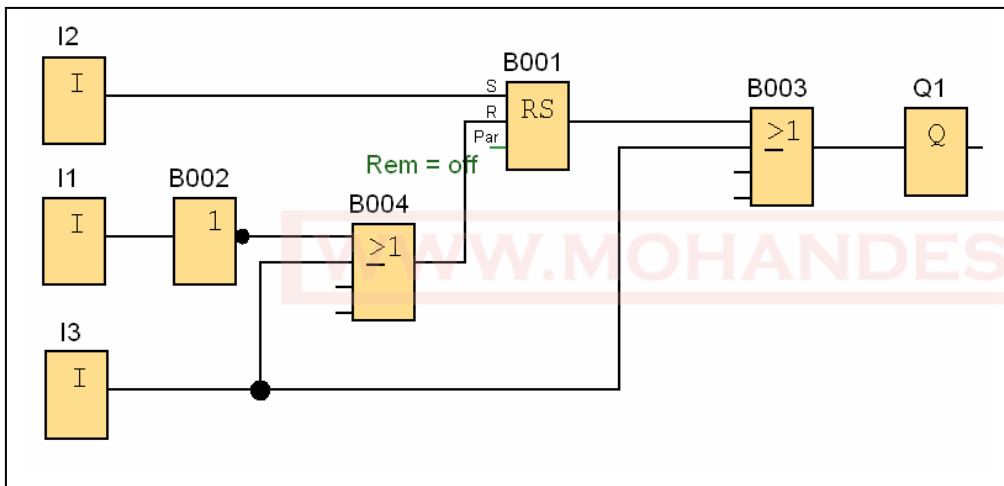 I2
I
B001
S
R
Par
RS
Rem = off
B003
≥1
Q1
Q
I1
I
B002
1
B004
≥1
I3
I
WWW.MOHANDES